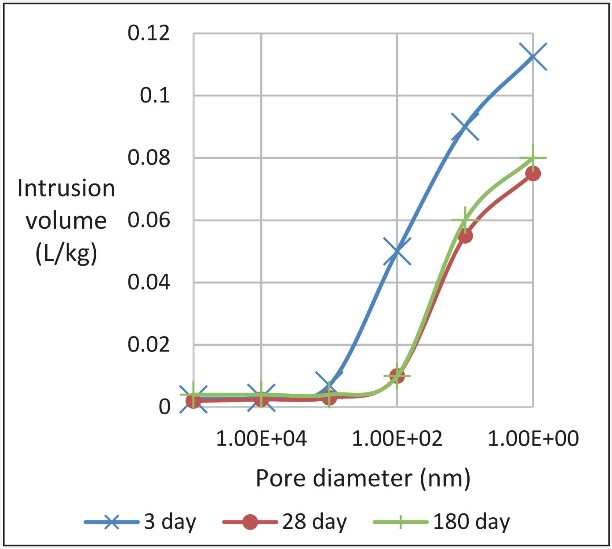 0.12
0.1
0.08
Intrusion
volume
(L/kg)
0.06
0.04
0.02
0
1.00E+04 1.00E+02 1.00E+00
Pore diameter (nm)
3 day 28 day 180 day